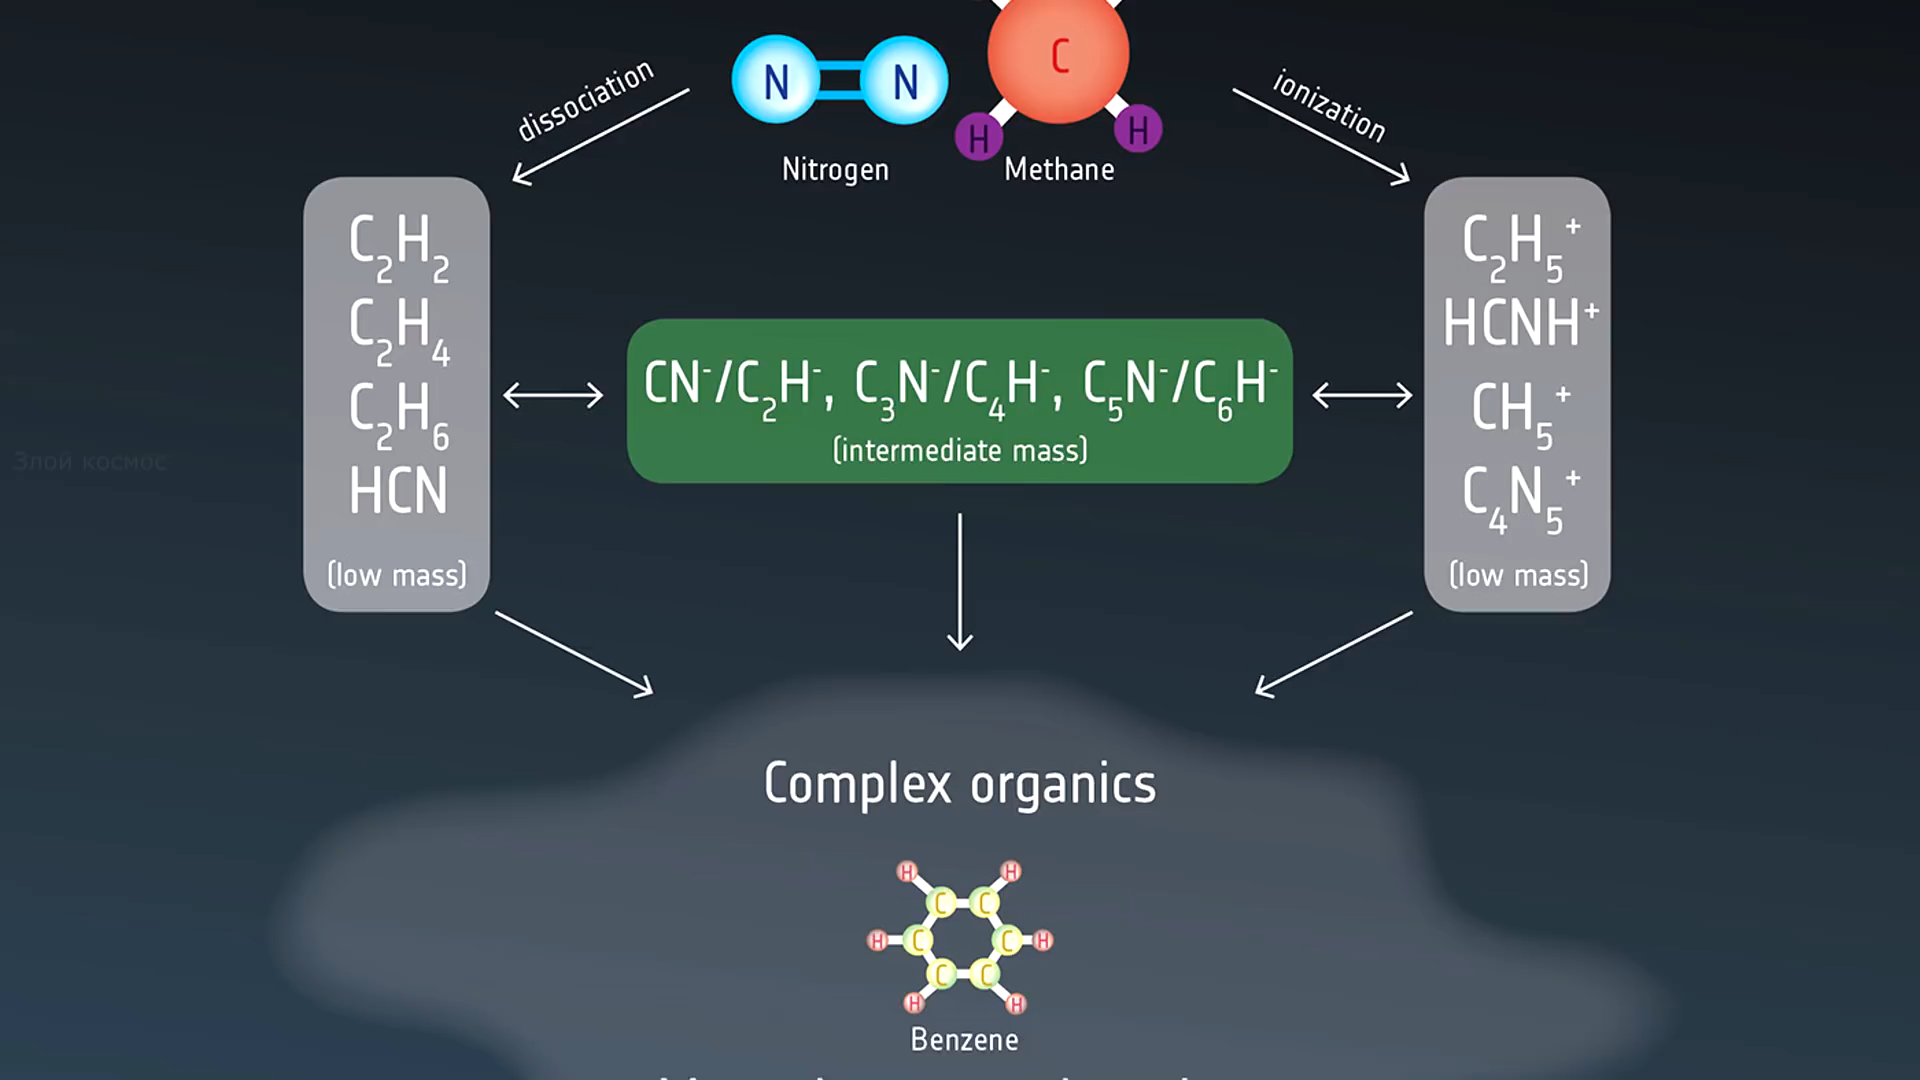 C
N N
H H
dissociation
ionization
Nitrogen Methane
C₂H₂
C₂H₄
C₂H₆
HCN
(low mass)
CN⁻/C₂H⁻, C₃N⁻/C₄H⁻, C₅N⁻/C₆H⁻
(intermediate mass)
C₂H₅⁺
HCNH⁺
CH₅⁺
C₄N₅⁺
(low mass)
Злой космос
Complex organics
H H
C C
H C C H
C C
H H
Benzene